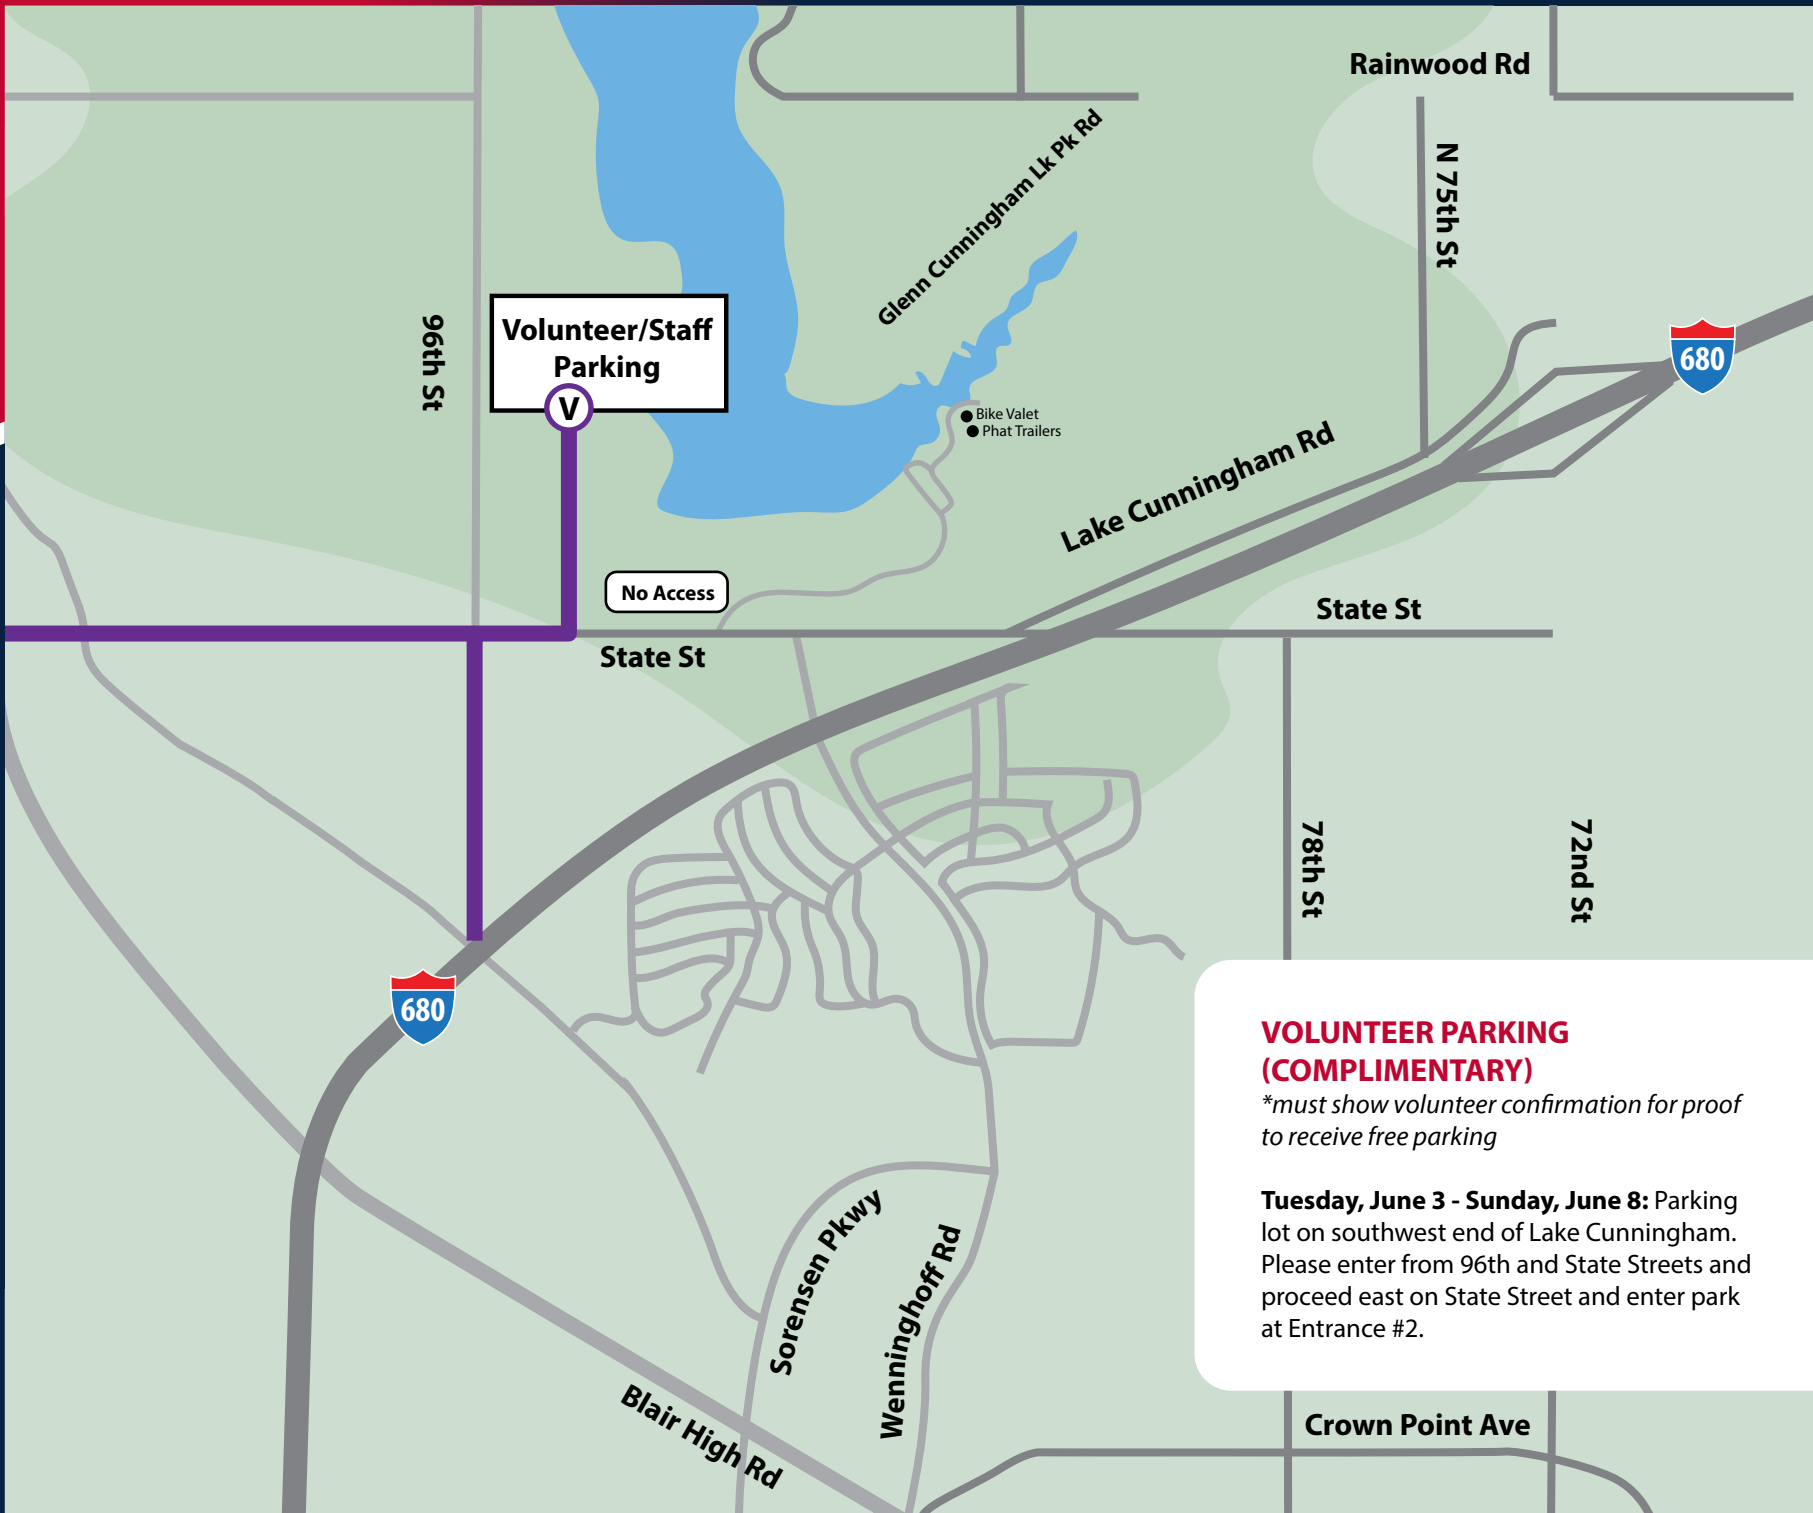 Rainwood Rd
N 75th St
Glenn Cunningham Lk Pk Rd
96th St
Volunteer/Staff
Parking
V
680
Bike Valet
Phat Trailers
Lake Cunningham Rd
No Access
State St
State St
78th St
72nd St
680
VOLUNTEER PARKING
(COMPLIMENTARY)
*must show volunteer confirmation for proof
to receive free parking
Tuesday, June 3 - Sunday, June 8: Parking
lot on southwest end of Lake Cunningham.
Please enter from 96th and State Streets and
proceed east on State Street and enter park
at Entrance #2.
Sorensen Pkwy
Wenninghoff Rd
Blair High Rd
Crown Point Ave